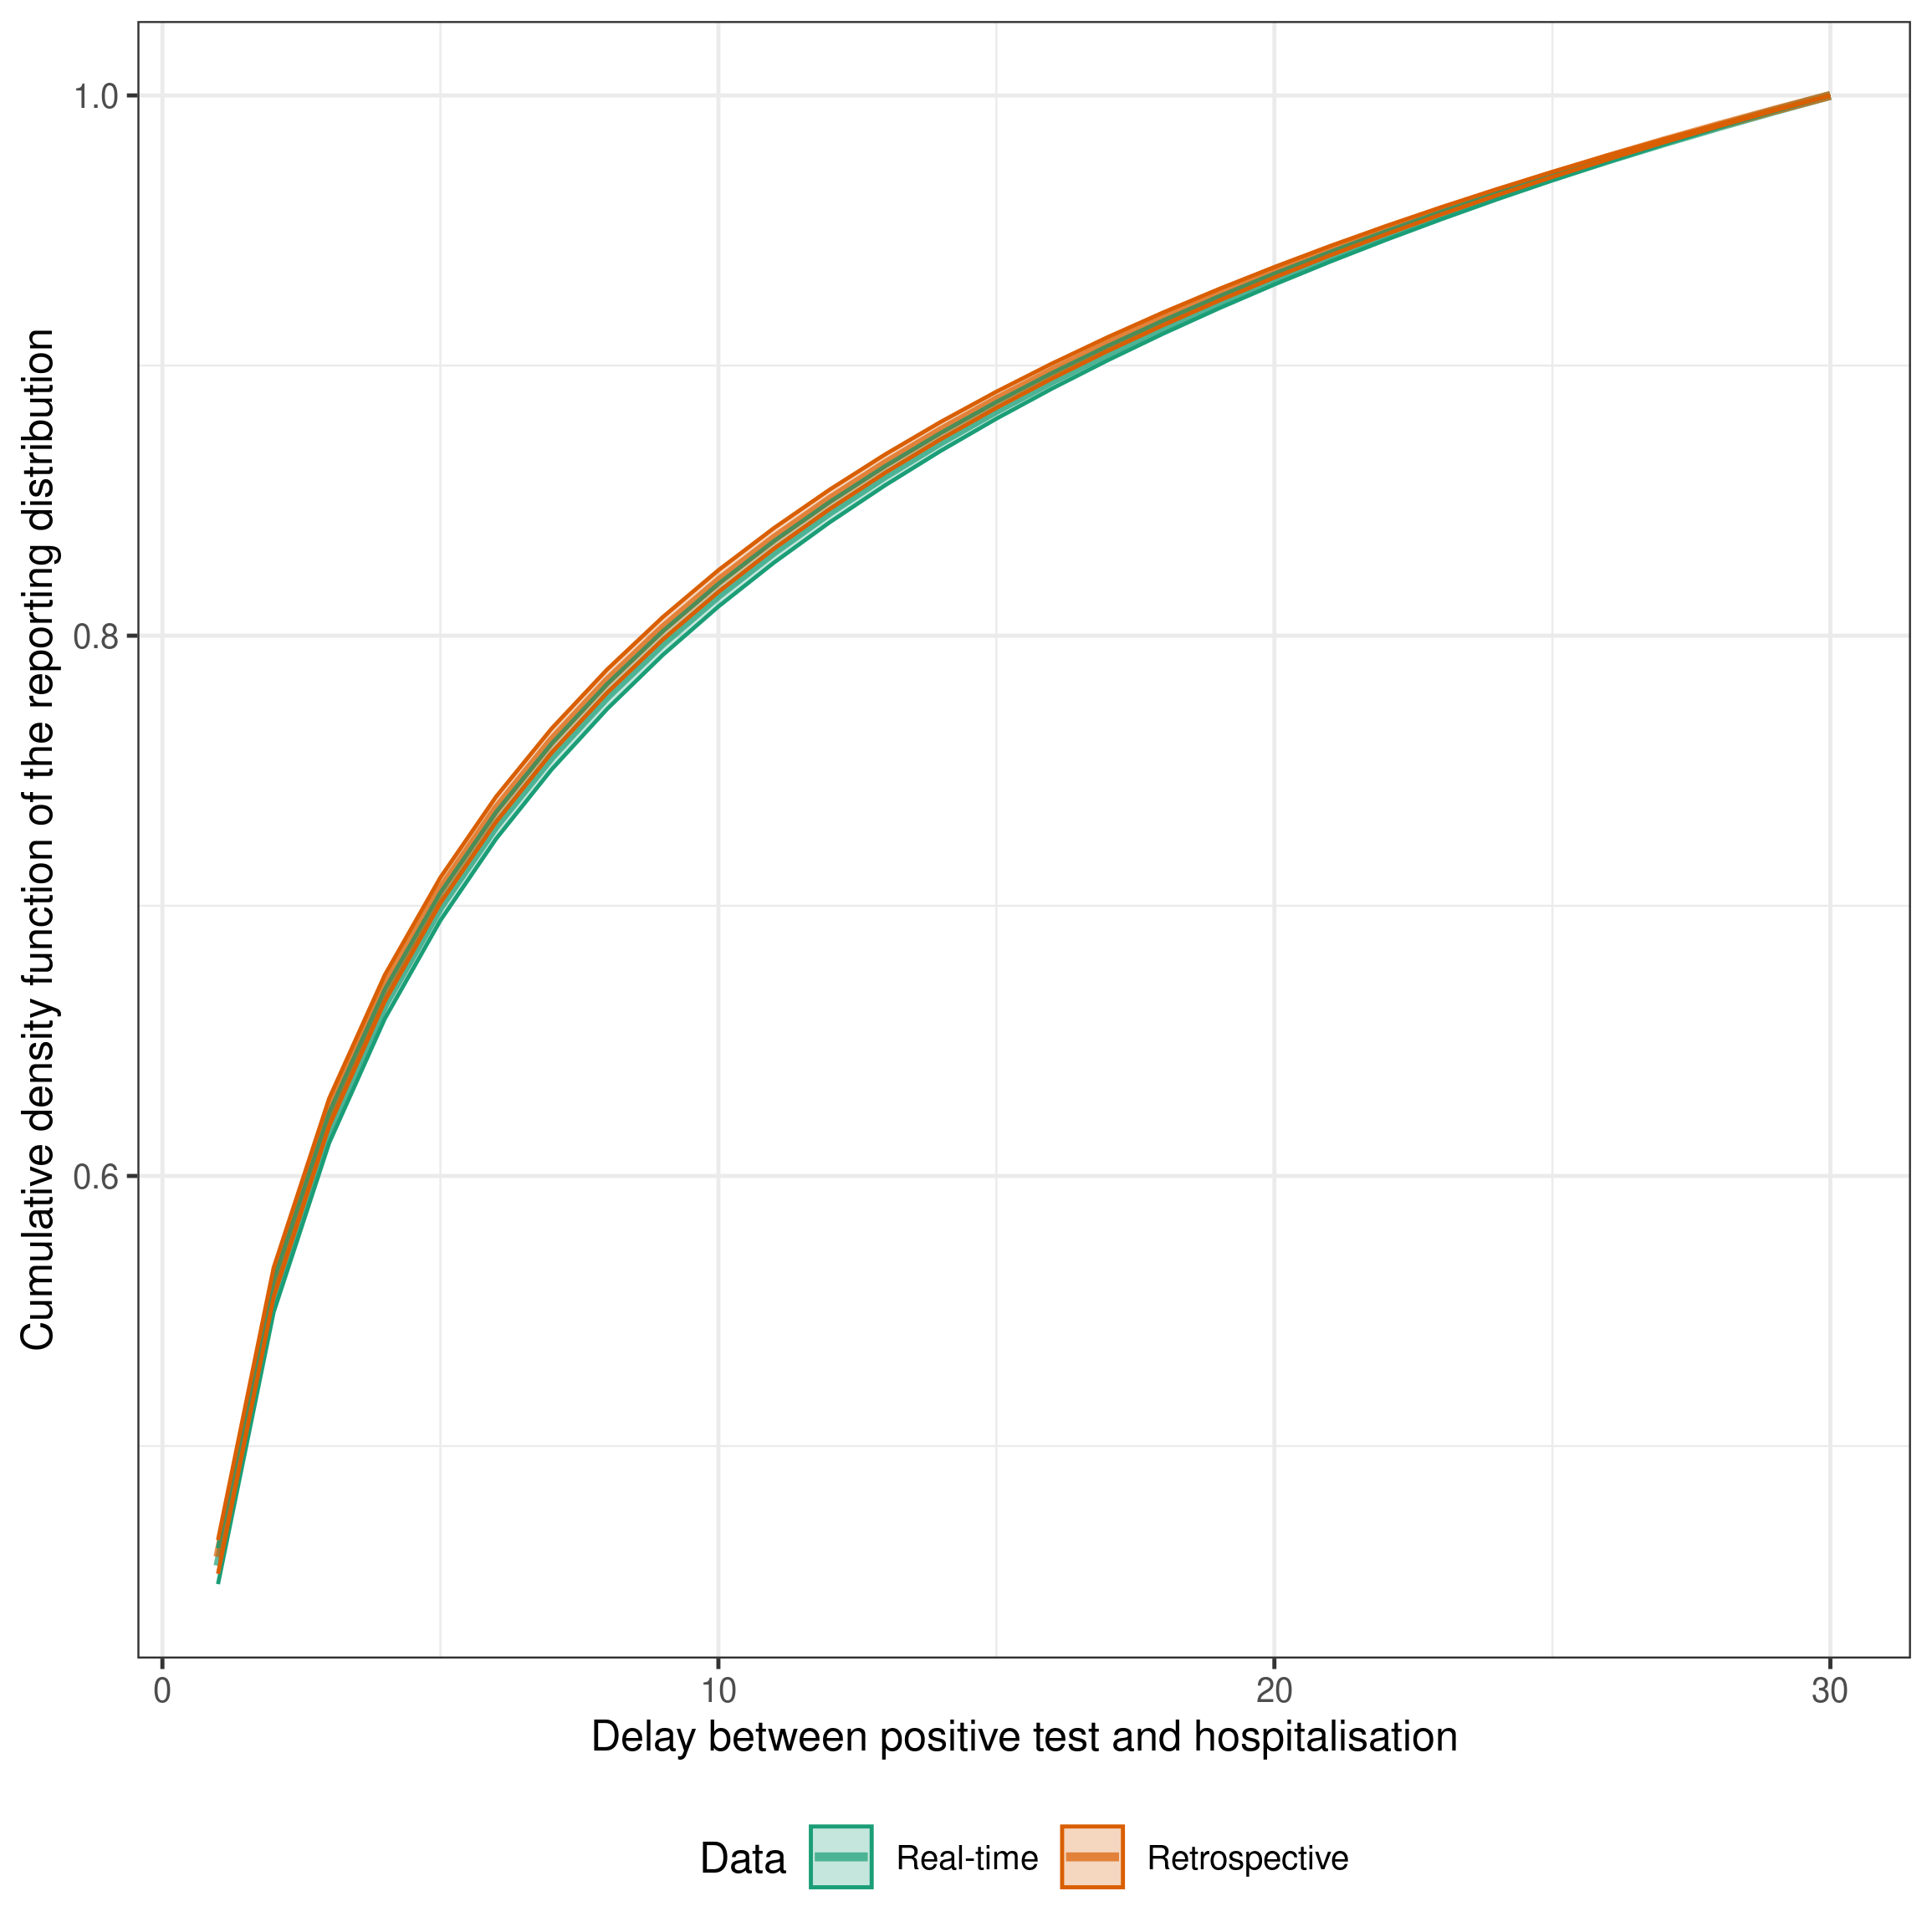 Cumulative density function of the reporting distribution
1.0
0.8
0.6
0 10 20 30
Delay between positive test and hospitalisation
Data Real-time Retrospective